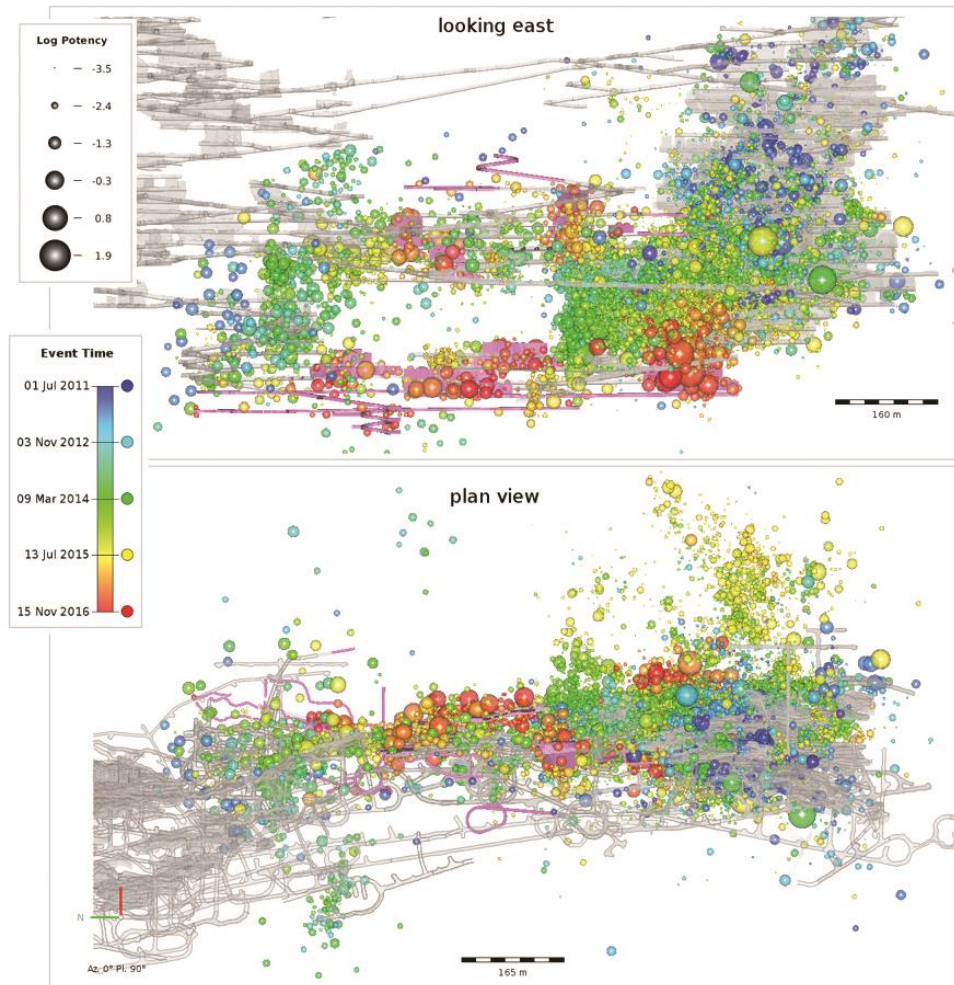 looking east
Log Potency
-3.5
-2.4
-1.3
-0.3
0.8
1.9
Event Time
01 Jul 2011
03 Nov 2012
09 Mar 2014
13 Jul 2015
15 Nov 2016
160 m
plan view
N
Az. 0° Pl. 90°
165 m